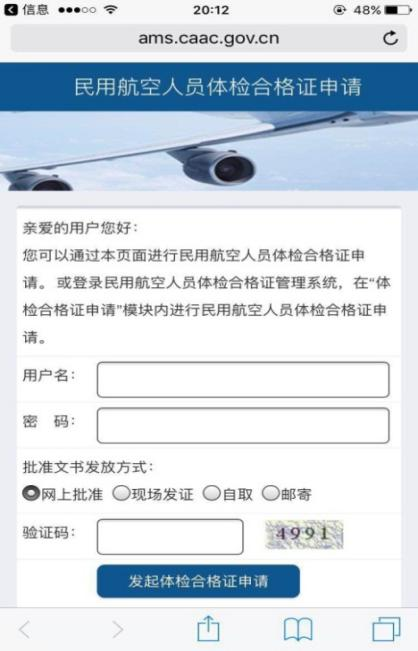 信息 20:12 48%
ams.caac.gov.cn
民用航空人员体检合格证申请
亲爱的用户您好：
您可以通过本页面进行民用航空人员体检合格证申
请。 或登录民用航空人员体检合格证管理系统，在“体
检合格证申请”模块内进行民用航空人员体检合格证申
请。
用户名：
密 码：
批准文书发放方式：
网上批准 现场发证 自取 邮寄
验证码： 4991
发起体检合格证申请